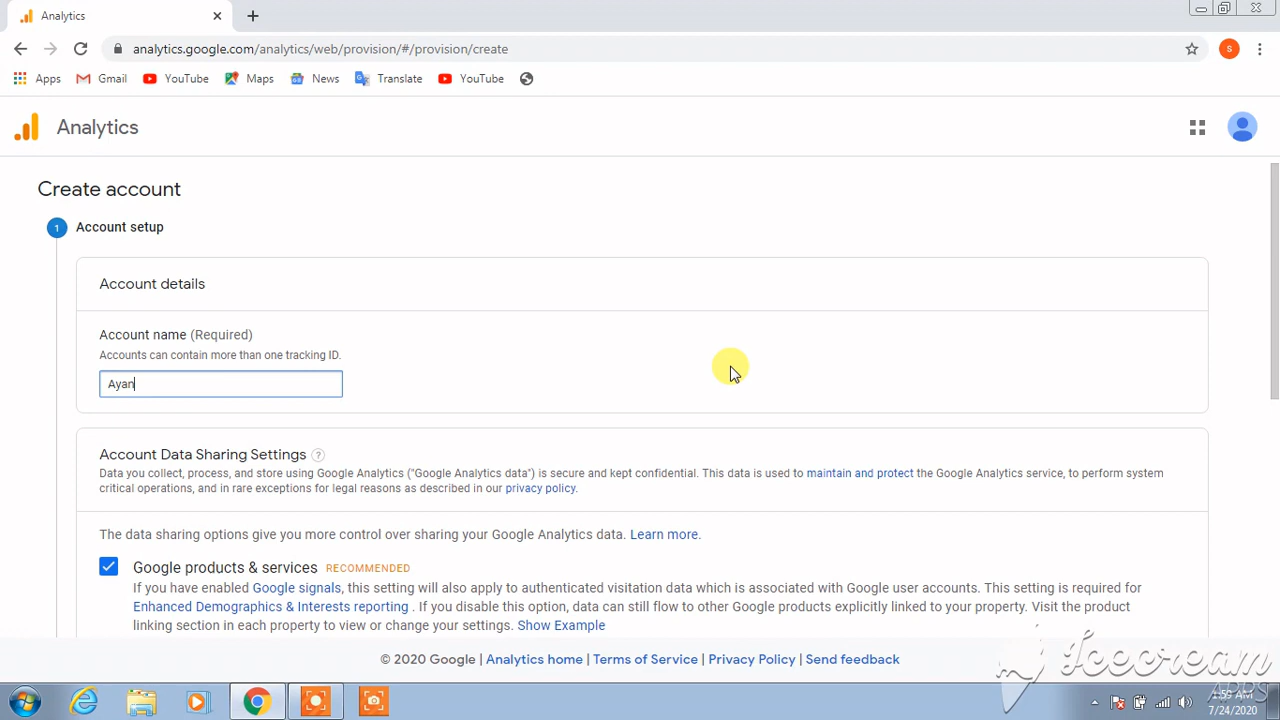 Analytics
analytics.google.com/analytics/web/provision/#/provision/create
S
Apps Gmail YouTube Maps News Translate YouTube
Analytics
Create account
1 Account setup
Account details
Account name (Required)
Accounts can contain more than one tracking ID.
Ayan
Account Data Sharing Settings ?
Data you collect, process, and store using Google Analytics ("Google Analytics data") is secure and kept confidential. This data is used to maintain and protect the Google Analytics service, to perform system
critical operations, and in rare exceptions for legal reasons as described in our privacy policy.
The data sharing options give you more control over sharing your Google Analytics data. Learn more.
Google products & services RECOMMENDED
If you have enabled Google signals, this setting will also apply to authenticated visitation data which is associated with Google user accounts. This setting is required for
Enhanced Demographics & Interests reporting . If you disable this option, data can still flow to other Google products explicitly linked to your property. Visit the product
linking section in each property to view or change your settings. Show Example
© 2020 Google | Analytics home | Terms of Service | Privacy Policy | Send feedback
Icecream
APPS
1:59 AM
7/24/2020